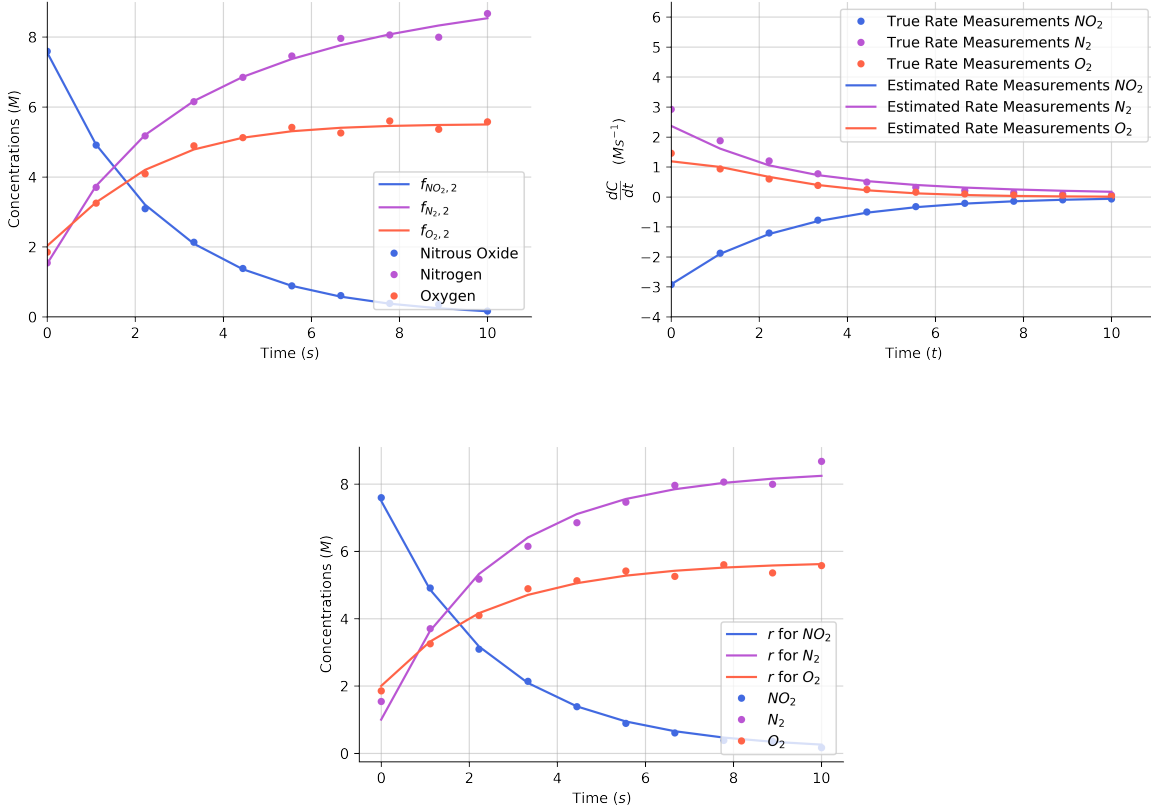 8
6
4
2
0
Concentrations (M)
0 2 4 6 8 10
Time (s)
f_{NO_2,2}
f_{N_2,2}
f_{O_2,2}
Nitrous Oxide
Nitrogen
Oxygen
6
5
4
3
2
1
0
−1
−2
−3
−4
dC/dt (Ms^{-1})
0 2 4 6 8 10
Time (t)
True Rate Measurements NO_2
True Rate Measurements N_2
True Rate Measurements O_2
Estimated Rate Measurements NO_2
Estimated Rate Measurements N_2
Estimated Rate Measurements O_2
8
6
4
2
0
Concentrations (M)
0 2 4 6 8 10
Time (s)
r for NO_2
r for N_2
r for O_2
NO_2
N_2
O_2